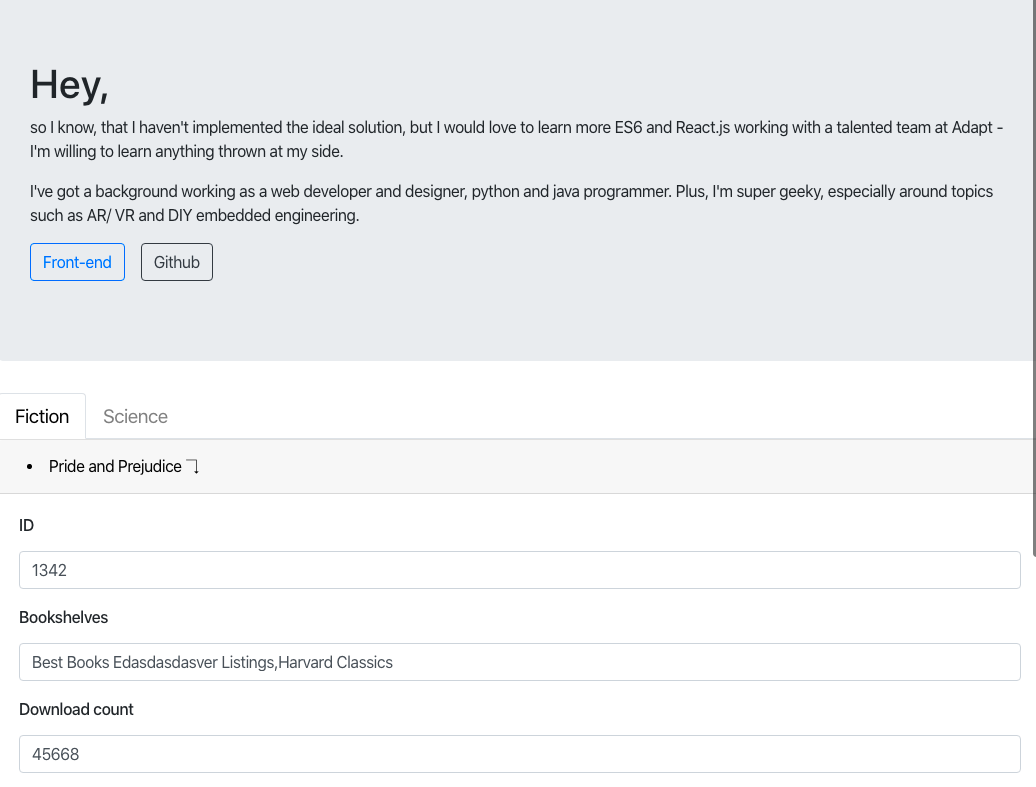 Hey,
so I know, that I haven't implemented the ideal solution, but I would love to learn more ES6 and React.js working with a talented team at Adapt -
I'm willing to learn anything thrown at my side.
I've got a background working as a web developer and designer, python and java programmer. Plus, I'm super geeky, especially around topics
such as AR/ VR and DIY embedded engineering.
Front-end Github
Fiction Science
• Pride and Prejudice ⮧
ID
1342
Bookshelves
Best Books Edasdasdasver Listings,Harvard Classics
Download count
45668